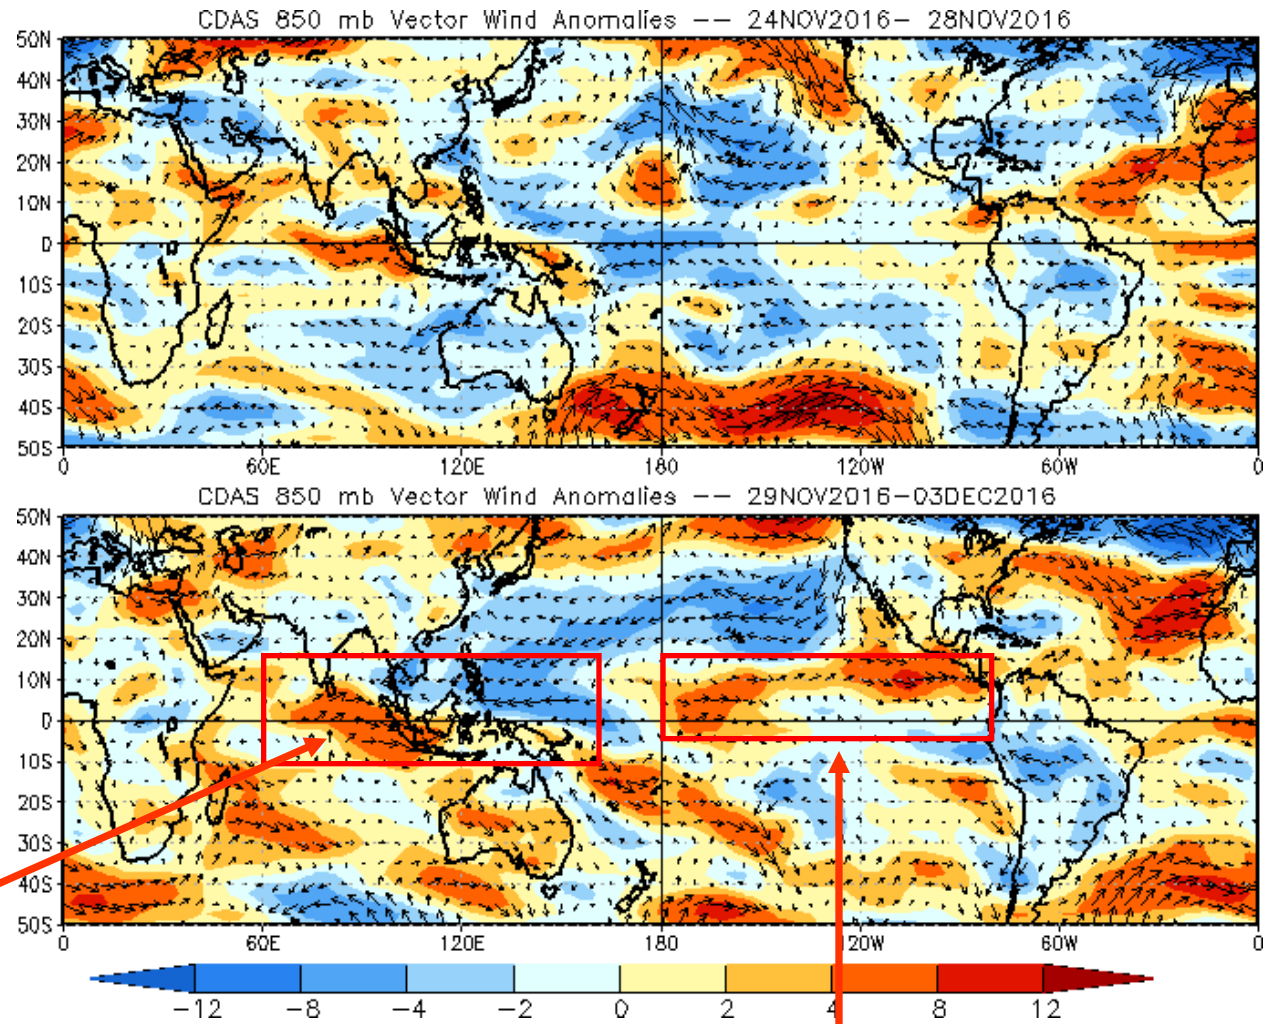 CDAS 850 mb Vector Wind Anomalies -- 24NOV2016- 28NOV2016
50N
40N
30N
20N
10N
0
10S
20S
30S
40S
50S
0 60E 120E 180 120W 60W 0
CDAS 850 mb Vector Wind Anomalies -- 29NOV2016-03DEC2016
50N
40N
30N
20N
10N
0
10S
20S
30S
40S
50S
0 60E 120E 180 120W 60W 0
-12 -8 -4 -2 0 2 4 8 12